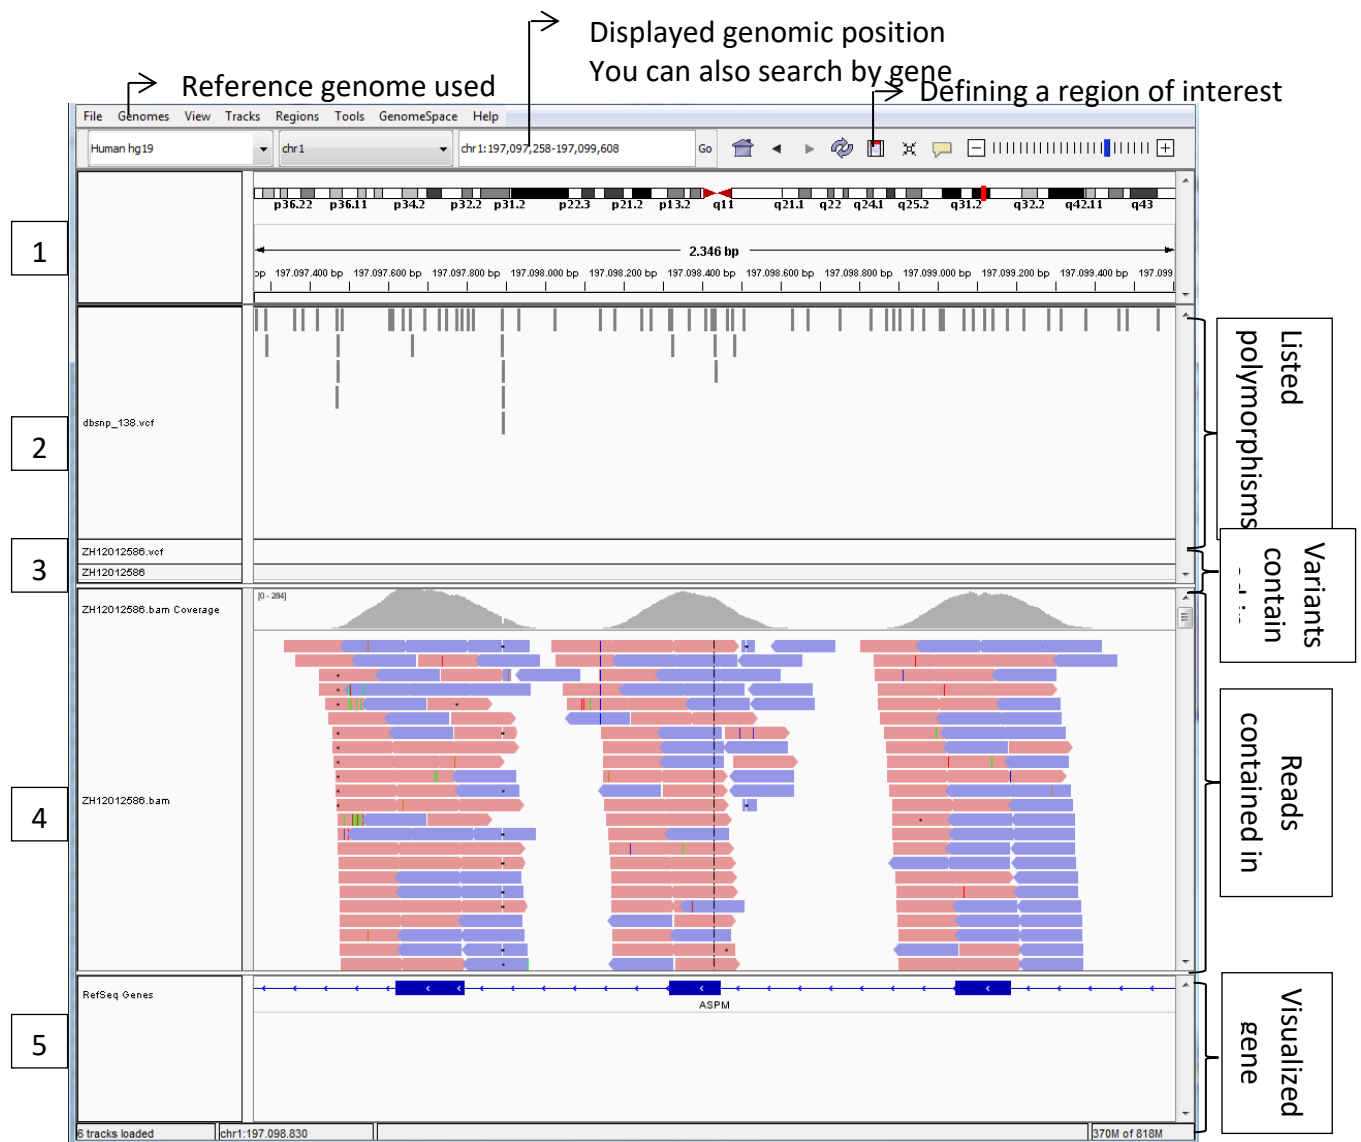 Displayed genomic position
You can also search by gene
Reference genome used
Defining a region of interest
File Genomes View Tracks Regions Tools GenomeSpace Help
Human hg19 chr1 chr1:197,097,258-197,099,608 Go
p36.22 p36.11 p34.2 p32.2 p31.2 p22.3 p21.2 p13.2 q11 q21.1 q22 q24.1 q25.2 q31.2 q32.2 q42.11 q43
1
2.346 bp
bp 197.097.400 bp 197.097.600 bp 197.097.800 bp 197.098.000 bp 197.098.200 bp 197.098.400 bp 197.098.600 bp 197.098.800 bp 197.099.000 bp 197.099.200 bp 197.099.400 bp 197.099
Listed
polymorphisms
2
dbsnp_138.vcf
3
ZH12012586.vcf
ZH12012586
Variants
contain
4
ZH12012586.bam Coverage
[0 - 284]
ZH12012586.bam
Reads
contained in
5
RefSeq Genes
ASPM
Visualized
gene
6 tracks loaded chr1:197.098.830 370M of 818M